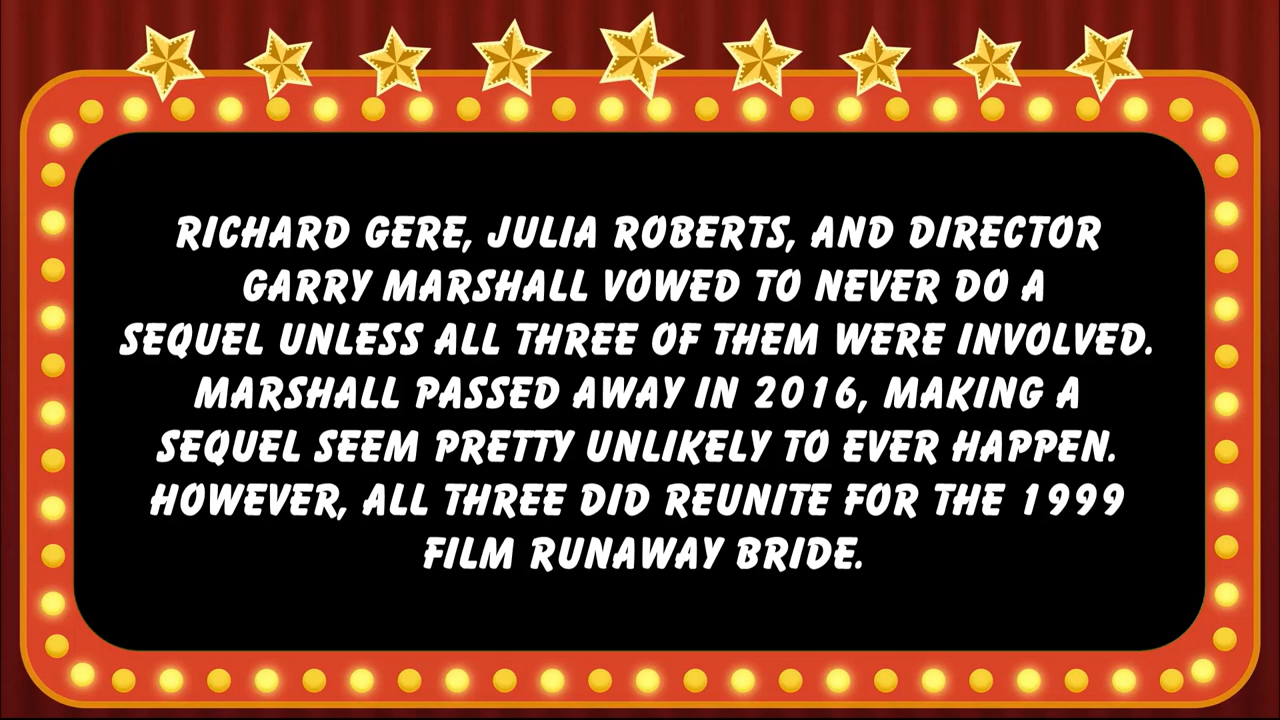 RICHARD GERE, JULIA ROBERTS, AND DIRECTOR
GARRY MARSHALL VOWED TO NEVER DO A
SEQUEL UNLESS ALL THREE OF THEM WERE INVOLVED.
MARSHALL PASSED AWAY IN 2016, MAKING A
SEQUEL SEEM PRETTY UNLIKELY TO EVER HAPPEN.
HOWEVER, ALL THREE DID REUNITE FOR THE 1999
FILM RUNAWAY BRIDE.